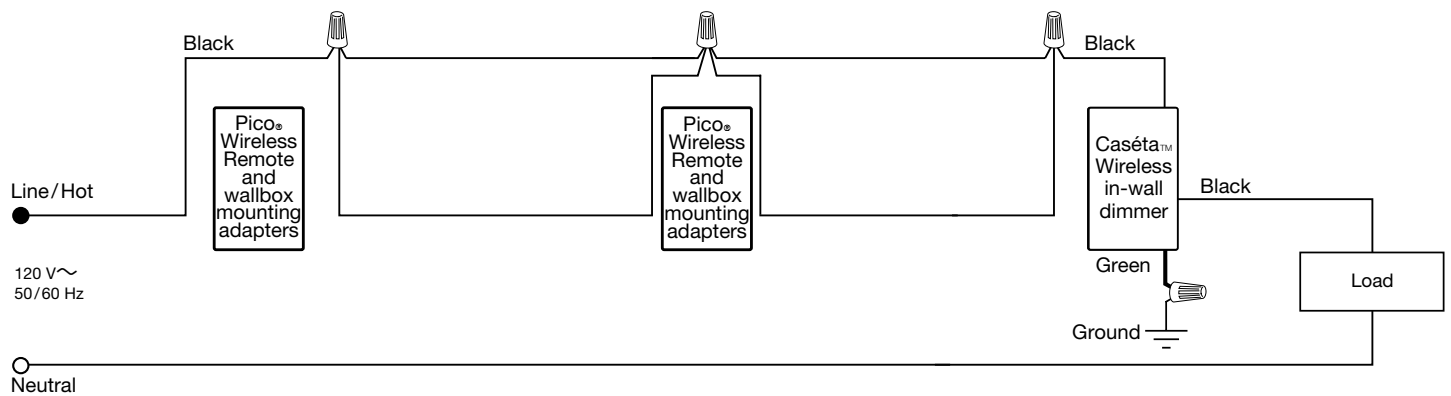 Black
Black
Pico®
Wireless
Remote
and
wallbox
mounting
adapters
Pico®
Wireless
Remote
and
wallbox
mounting
adapters
Caséta™
Wireless
in-wall
dimmer
Line/Hot
Black
120 V~
50/60 Hz
Green
Load
Ground
Neutral